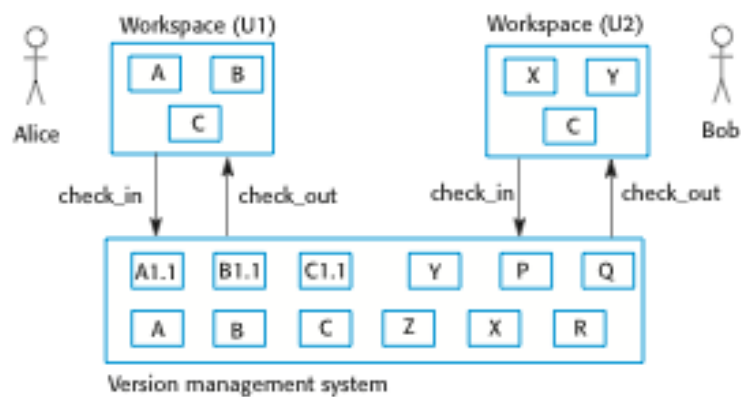 Workspace (U1)
Workspace (U2)
A B
X Y
C
C
Alice
Bob
check_in
check_out
check_in
check_out
A1.1 B1.1 C1.1 Y P Q
A B C Z X R
Version management system